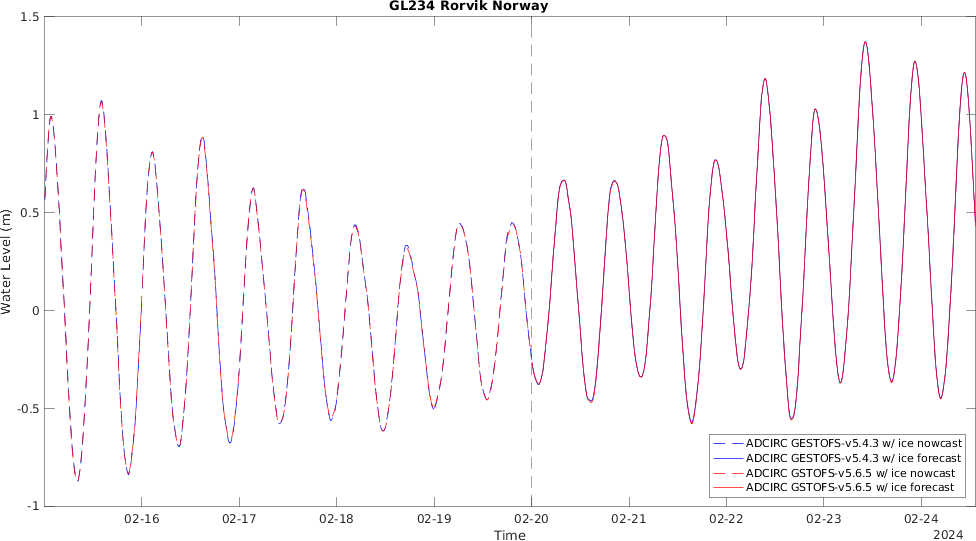 GL234 Rorvik Norway
1.5
1
0.5
0
-0.5
-1
Water Level (m)
02-16 02-17 02-18 02-19 02-20 02-21 02-22 02-23 02-24
Time
2024
ADCIRC GESTOFS-v5.4.3 w/ ice nowcast
ADCIRC GESTOFS-v5.4.3 w/ ice forecast
ADCIRC GSTOFS-v5.6.5 w/ ice nowcast
ADCIRC GSTOFS-v5.6.5 w/ ice forecast